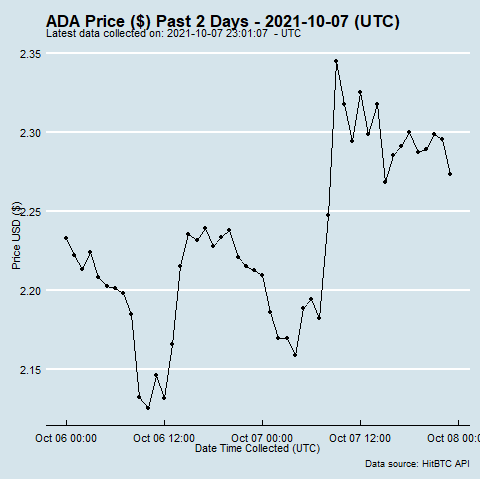 ADA Price ($) Past 2 Days - 2021-10-07 (UTC)
Latest data collected on: 2021-10-07 23:01:07 - UTC
2.35
2.30
2.25
2.20
2.15
Price USD ($)
Oct 06 00:00
Oct 06 12:00
Oct 07 00:00
Oct 07 12:00
Oct 08 00:00
Date Time Collected (UTC)
Data source: HitBTC API